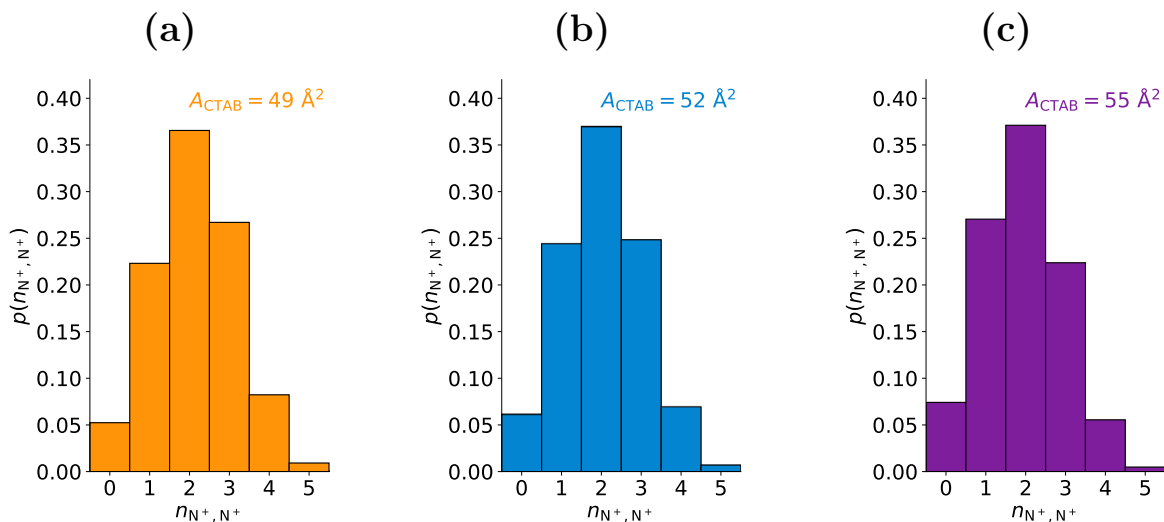 (a)
A_CTAB = 49 Å²
0.40
0.35
0.30
0.25
0.20
0.15
0.10
0.05
0.00
p(n_N⁺,N⁺)
0 1 2 3 4 5
n_N⁺,N⁺
(b)
A_CTAB = 52 Å²
0.40
0.35
0.30
0.25
0.20
0.15
0.10
0.05
0.00
p(n_N⁺,N⁺)
0 1 2 3 4 5
n_N⁺,N⁺
(c)
A_CTAB = 55 Å²
0.40
0.35
0.30
0.25
0.20
0.15
0.10
0.05
0.00
p(n_N⁺,N⁺)
0 1 2 3 4 5
n_N⁺,N⁺